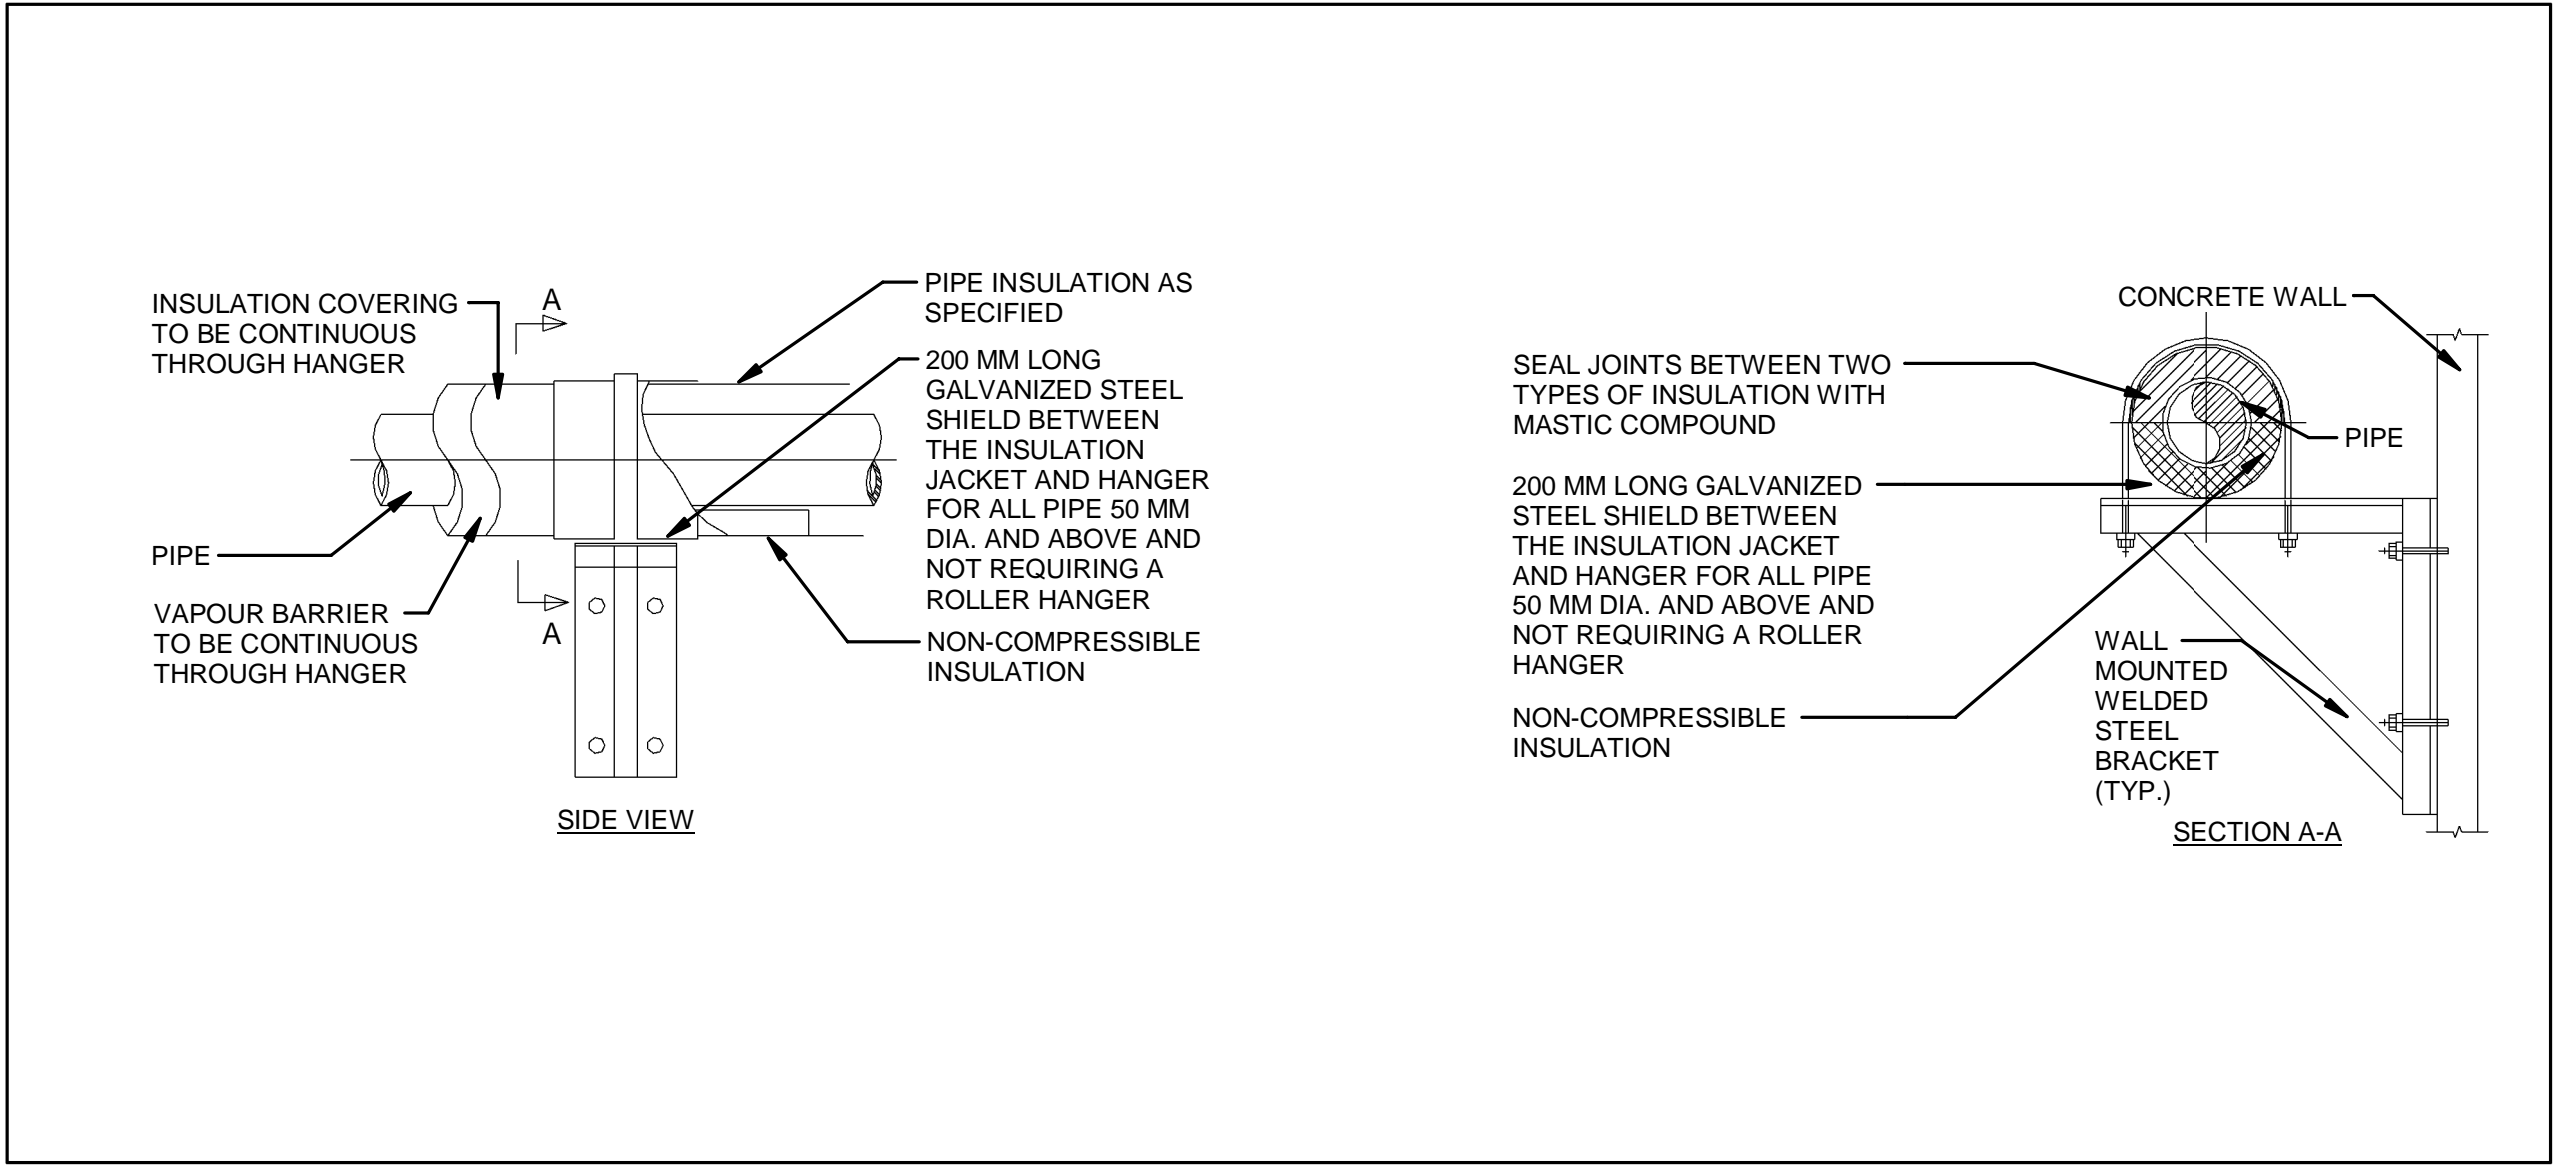 INSULATION COVERING
TO BE CONTINUOUS
THROUGH HANGER
A
PIPE
VAPOUR BARRIER
TO BE CONTINUOUS
THROUGH HANGER
A
PIPE INSULATION AS
SPECIFIED
200 MM LONG
GALVANIZED STEEL
SHIELD BETWEEN
THE INSULATION
JACKET AND HANGER
FOR ALL PIPE 50 MM
DIA. AND ABOVE AND
NOT REQUIRING A
ROLLER HANGER
NON-COMPRESSIBLE
INSULATION
SIDE VIEW
SEAL JOINTS BETWEEN TWO
TYPES OF INSULATION WITH
MASTIC COMPOUND
200 MM LONG GALVANIZED
STEEL SHIELD BETWEEN
THE INSULATION JACKET
AND HANGER FOR ALL PIPE
50 MM DIA. AND ABOVE AND
NOT REQUIRING A ROLLER
HANGER
NON-COMPRESSIBLE
INSULATION
CONCRETE WALL
PIPE
WALL
MOUNTED
WELDED
STEEL
BRACKET
(TYP.)
SECTION A-A